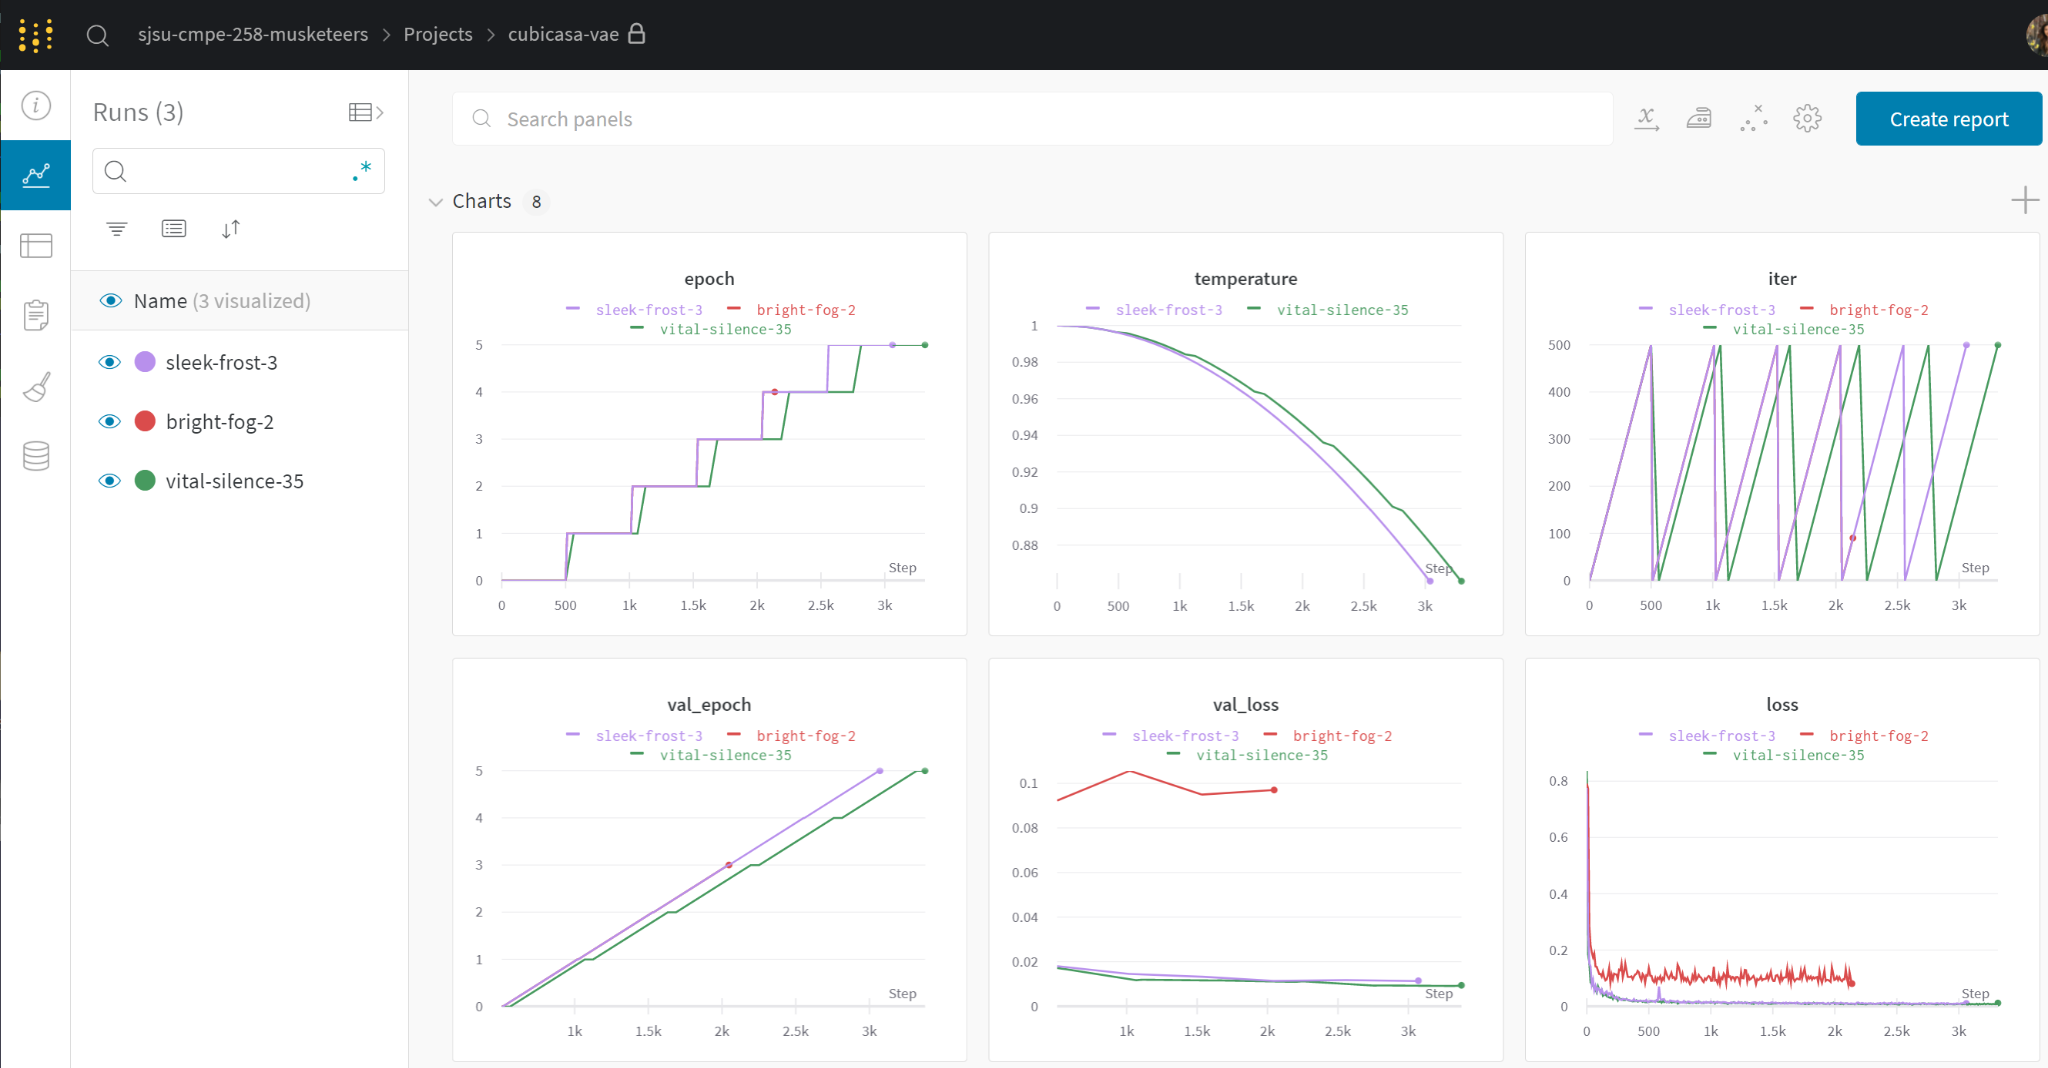 sjsu-cmpe-258-musketeers > Projects > cubicasa-vae
Runs (3)
.*
Name (3 visualized)
sleek-frost-3
bright-fog-2
vital-silence-35
Search panels
Create report
Charts 8
epoch
sleek-frost-3 bright-fog-2
vital-silence-35
5
4
3
2
1
0
Step
0 500 1k 1.5k 2k 2.5k 3k
temperature
sleek-frost-3 vital-silence-35
1
0.98
0.96
0.94
0.92
0.9
0.88
Step
0 500 1k 1.5k 2k 2.5k 3k
iter
sleek-frost-3 bright-fog-2
vital-silence-35
500
400
300
200
100
0
Step
0 500 1k 1.5k 2k 2.5k 3k
val_epoch
sleek-frost-3 bright-fog-2
vital-silence-35
5
4
3
2
1
0
Step
1k 1.5k 2k 2.5k 3k
val_loss
sleek-frost-3 bright-fog-2
vital-silence-35
0.1
0.08
0.06
0.04
0.02
0
Step
1k 1.5k 2k 2.5k 3k
loss
sleek-frost-3 bright-fog-2
vital-silence-35
0.8
0.6
0.4
0.2
0
Step
0 500 1k 1.5k 2k 2.5k 3k